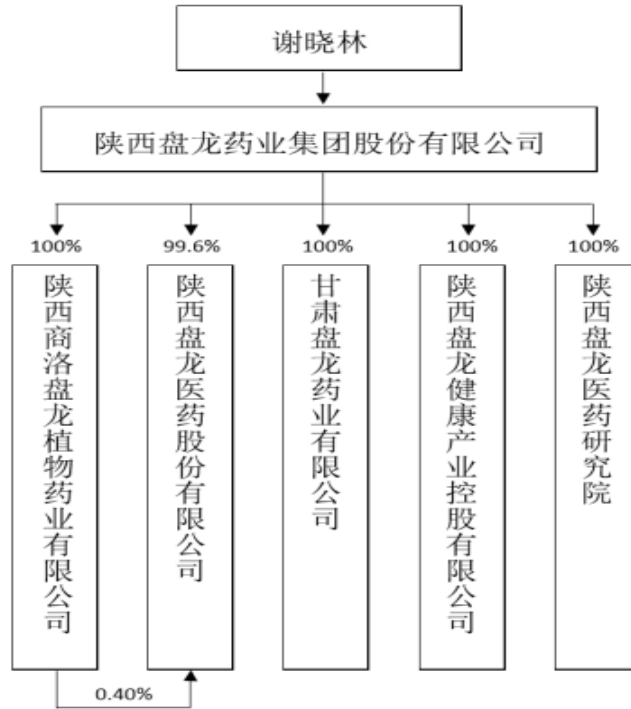 谢晓林
陕西盘龙药业集团股份有限公司
100%
99.6%
100%
100%
100%
陕西商洛盘龙植物药业有限公司
陕西盘龙医药股份有限公司
甘肃盘龙药业有限公司
陕西盘龙健康产业控股有限公司
陕西盘龙医药研究院
0.40%